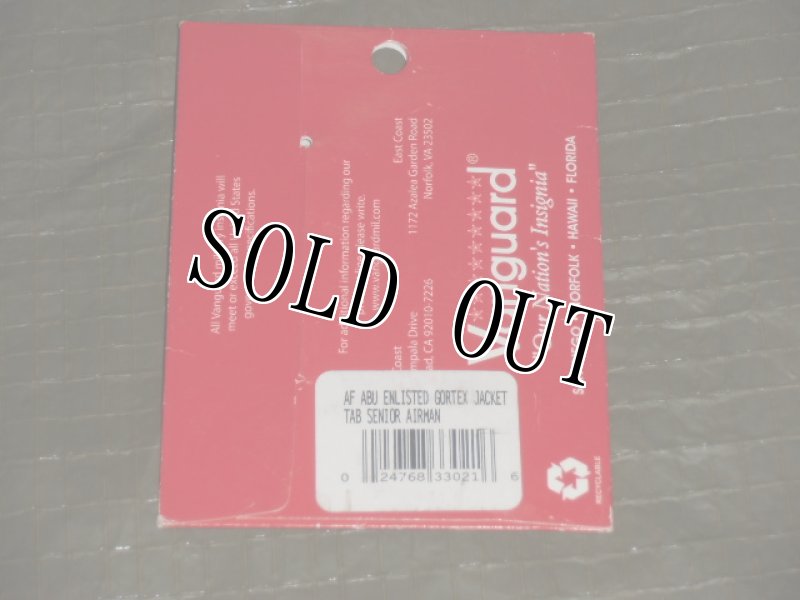 SOLD OUT
All Vanguard
meet or States
specifications.
For additional information regarding our
please write.
1172 Azalea Garden Road
East Coast
Norfolk, VA 23502
Coast
Drive
CA 92010-7226
Vanguard®
"Our Nation's Insignia"
NORFOLK • HAWAII • FLORIDA
AF ABU ENLISTED GORTEX JACKET
TAB SENIOR AIRMAN
0 24768 33021 6
RECYCLABLE